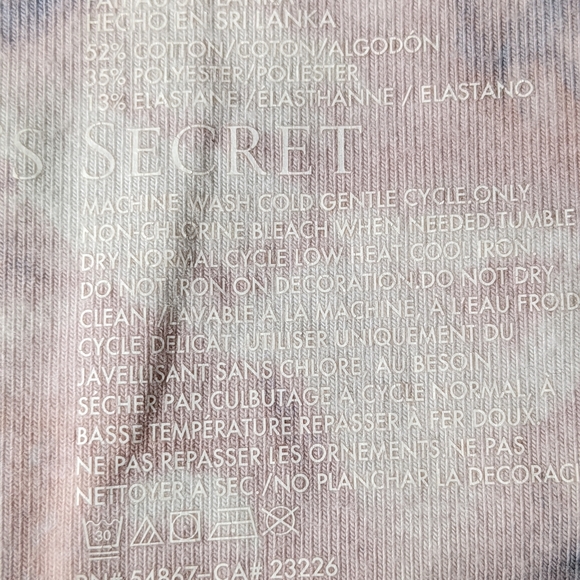 HECHO EN SRI LANKA
52% COTTON/COTON/ALGODÓN
35% POLYESTER/POLIESTER
13% ELASTANE/ÉLASTHANNE / ELASTANO
S SECRET
MACHINE WASH COLD.GENTLE CYCLE.ONLY
NON-CHLORINE BLEACH WHEN NEEDED.TUMBLE
DRY NORMAL CYCLE,LOW HEAT COOL IRON.
DO NOT IRON ON DECORATION.DO NOT DRY
CLEAN. LAVABLE A LA MACHINE, À L'EAU FROID
CYCLE DÉLICAT. UTILISER UNIQUEMENT DU
JAVELLISANT SANS CHLORE, AU BESOIN.
SÉCHER PAR CULBUTAGE À CYCLE NORMAL, À
BASSE TEMPÉRATURE REPASSER À FER DOUX.
NE PAS REPASSER LES ORNEMENTS.NE PAS
NETTOYER À SEC./NO PLANCHAR LA DECORAC
30
RN# 54867-CA# 23226